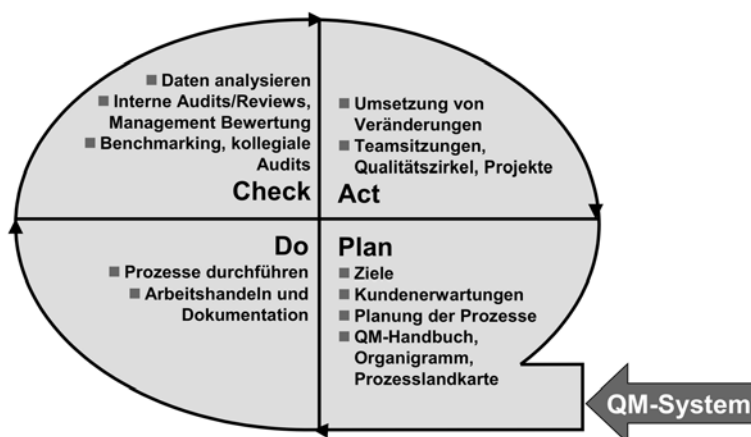 Daten analysieren
Interne Audits/Reviews,
Management Bewertung
Benchmarking, kollegiale
Audits
Check
Umsetzung von
Veränderungen
Teamsitzungen,
Qualitätszirkel, Projekte
Act
Do
Prozesse durchführen
Arbeitshandeln und
Dokumentation
Plan
Ziele
Kundenerwartungen
Planung der Prozesse
QM-Handbuch,
Organigramm,
Prozesslandkarte
QM-System